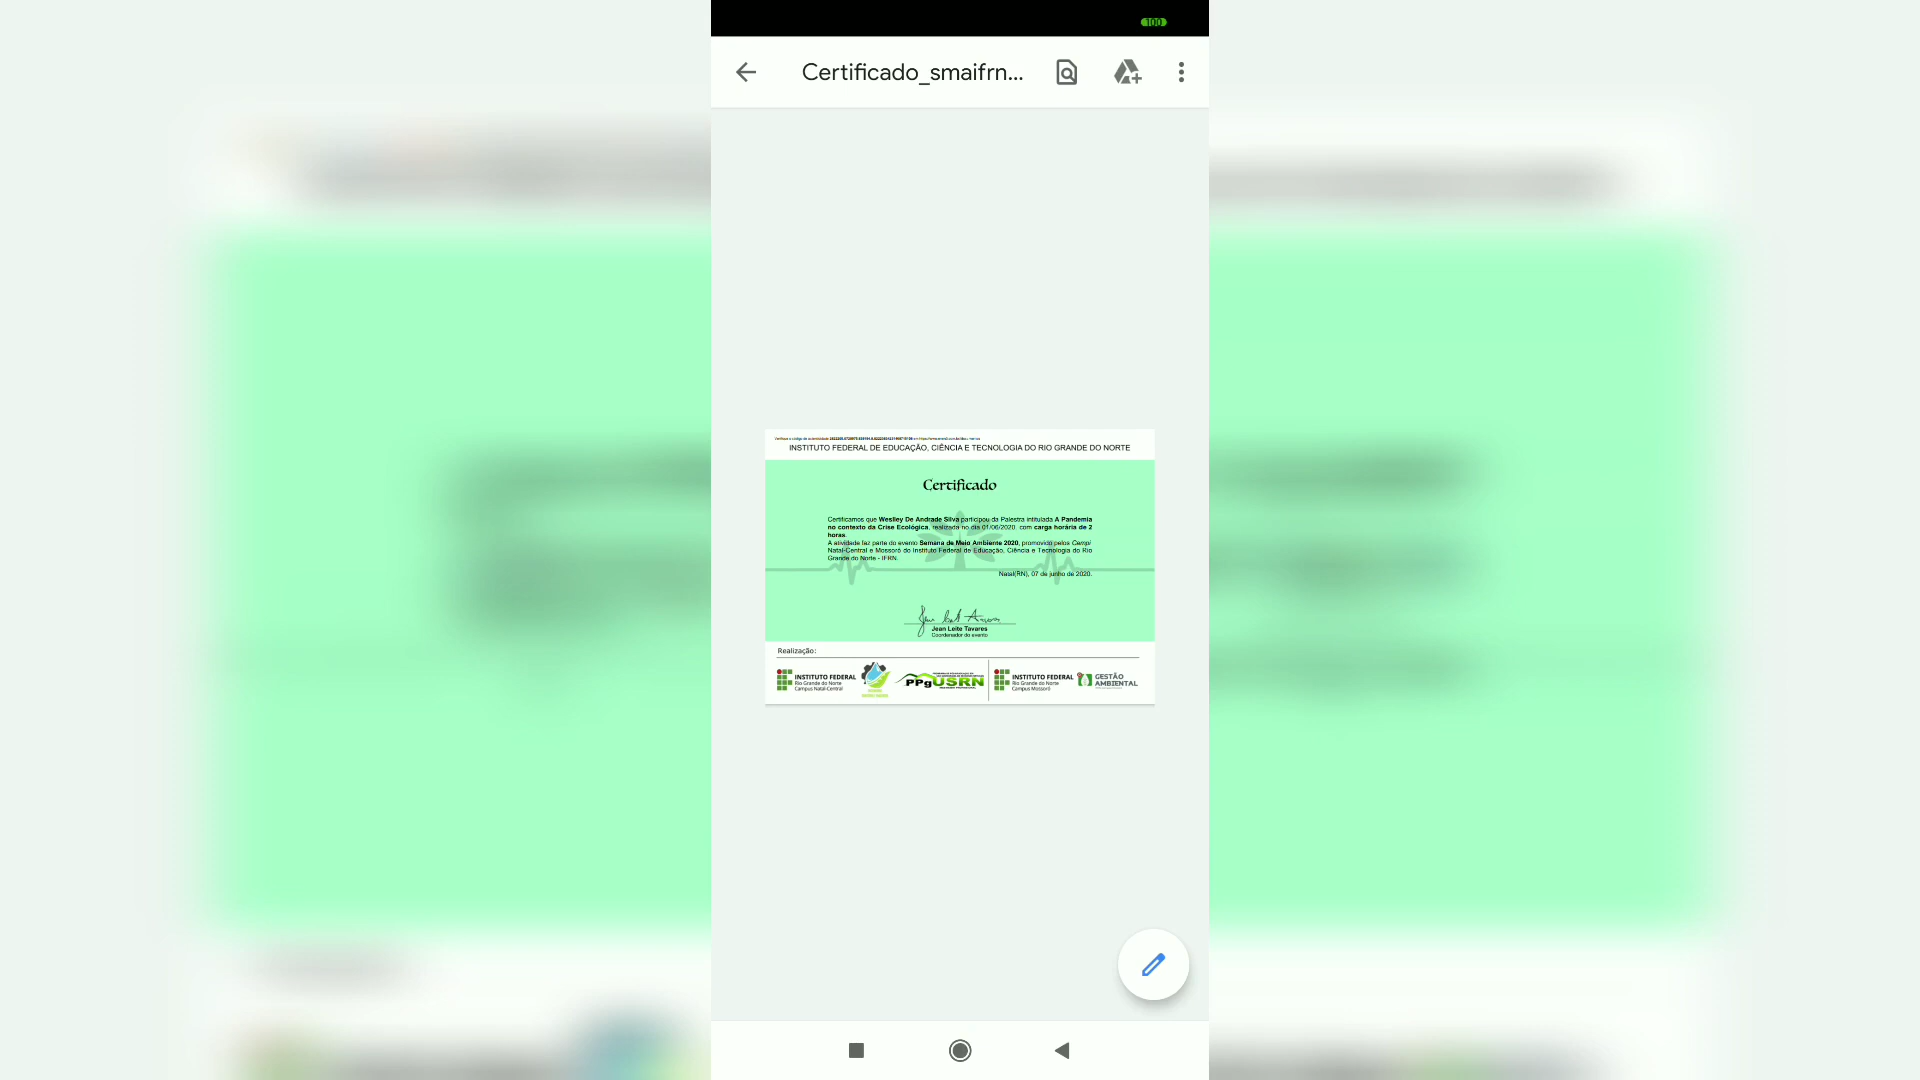 100
Certificado_smaifrn...
INSTITUTO FEDERAL DE EDUCAÇÃO, CIÊNCIA E TECNOLOGIA DO RIO GRANDE DO NORTE
Certificado
Certificamos que Weslley De Andrade Silva participou da Palestra intitulada A Pandemia
no contexto da Crise Ecológica, realizada no dia 01/06/2020, com carga horária de 2
horas.
A atividade faz parte do evento Semana de Meio Ambiente 2020, promovido pelos Campi
Natal-Central e Mossoró do Instituto Federal de Educação, Ciência e Tecnologia do Rio
Grande do Norte - IFRN.
Natal(RN), 07 de junho de 2020.
Jean Leite Tavares
Coordenador do evento
Realização:
INSTITUTO FEDERAL
Rio Grande do Norte
Campus Natal-Central
PPgUSRN
INSTITUTO FEDERAL
Rio Grande do Norte
Campus Mossoró
GESTÃO
AMBIENTAL